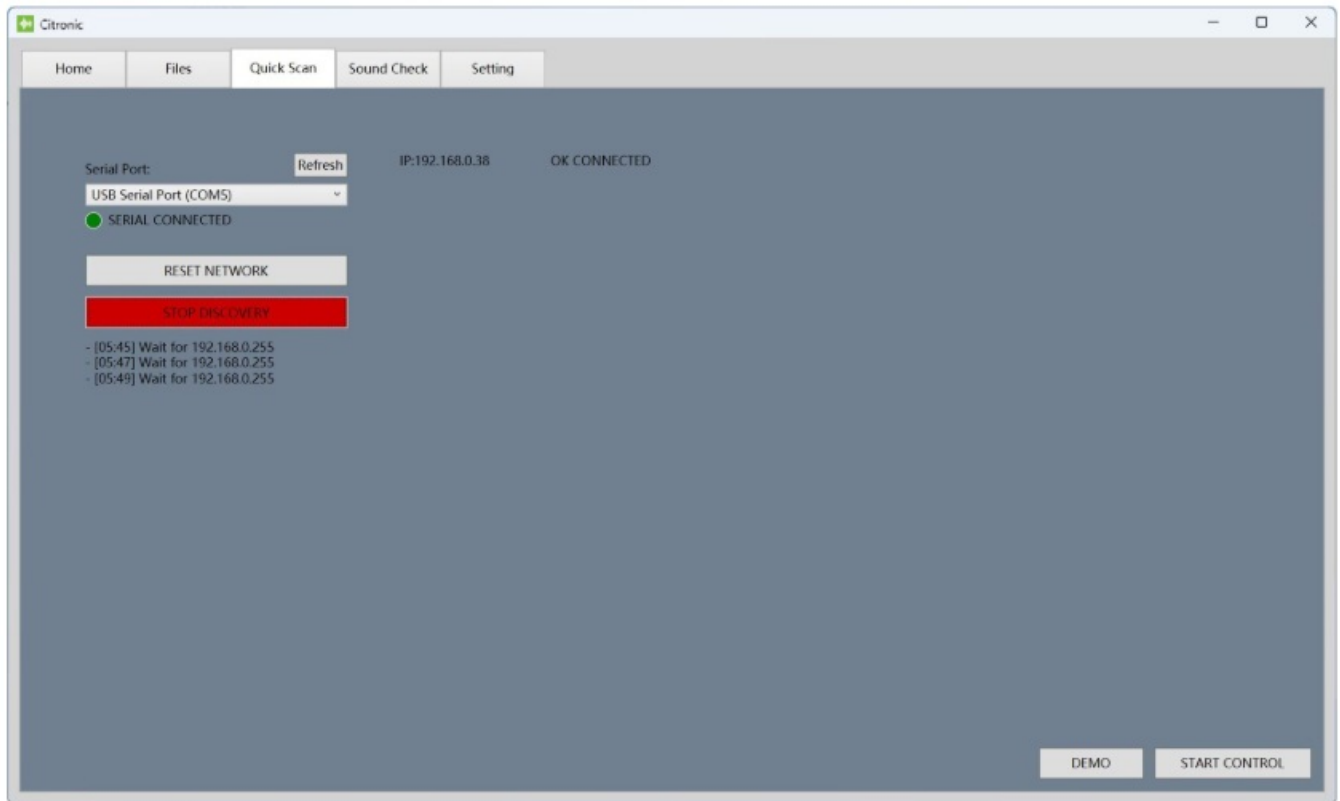 Citronic
Home Files Quick Scan Sound Check Setting
Serial Port: Refresh IP:192.168.0.38 OK CONNECTED
USB Serial Port (COM5)
SERIAL CONNECTED
RESET NETWORK
STOP DISCOVERY
- [05:45] Wait for 192.168.0.255
- [05:47] Wait for 192.168.0.255
- [05:49] Wait for 192.168.0.255
DEMO START CONTROL